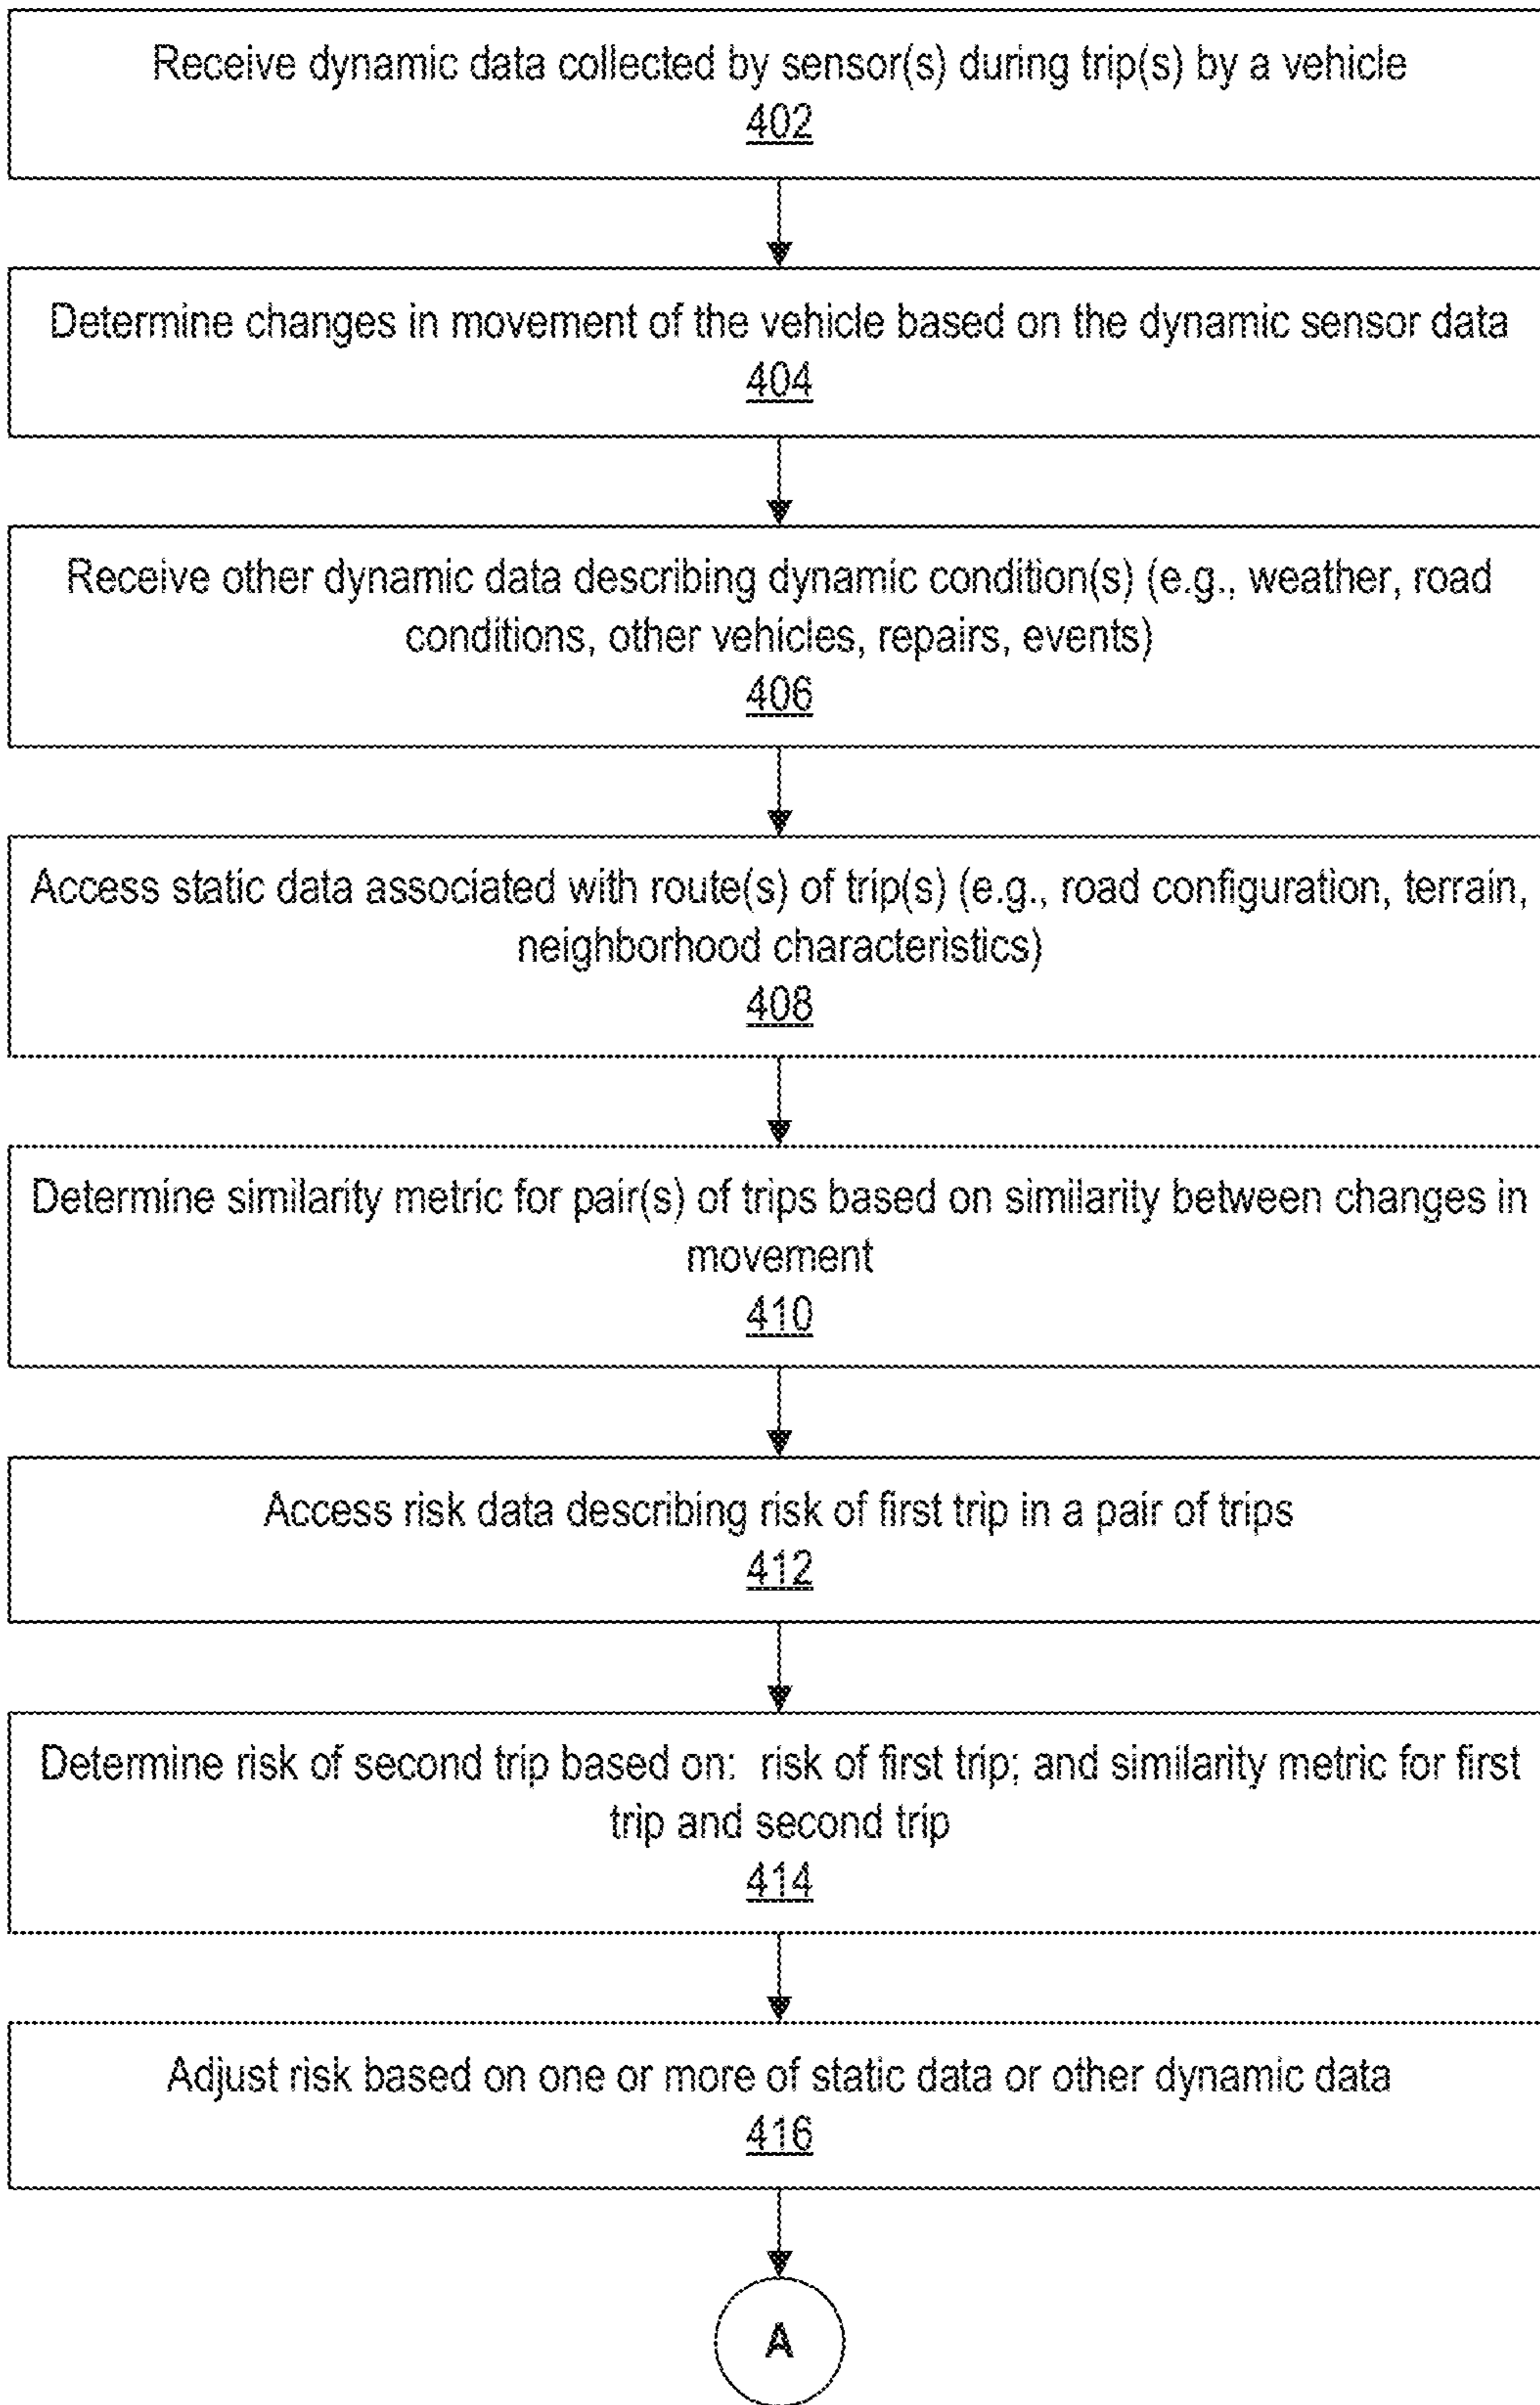 Receive dynamic data collected by sensor(s) during trip(s) by a vehicle
402
Determine changes in movement of the vehicle based on the dynamic sensor data
404
Receive other dynamic data describing dynamic condition(s) (e.g., weather, road
conditions, other vehicles, repairs, events)
406
Access static data associated with route(s) of trip(s) (e.g., road configuration, terrain,
neighborhood characteristics)
408
Determine similarity metric for pair(s) of trips based on similarity between changes in
movement
410
Access risk data describing risk of first trip in a pair of trips
412
Determine risk of second trip based on: risk of first trip; and similarity metric for first
trip and second trip
414
Adjust risk based on one or more of static data or other dynamic data
416
A